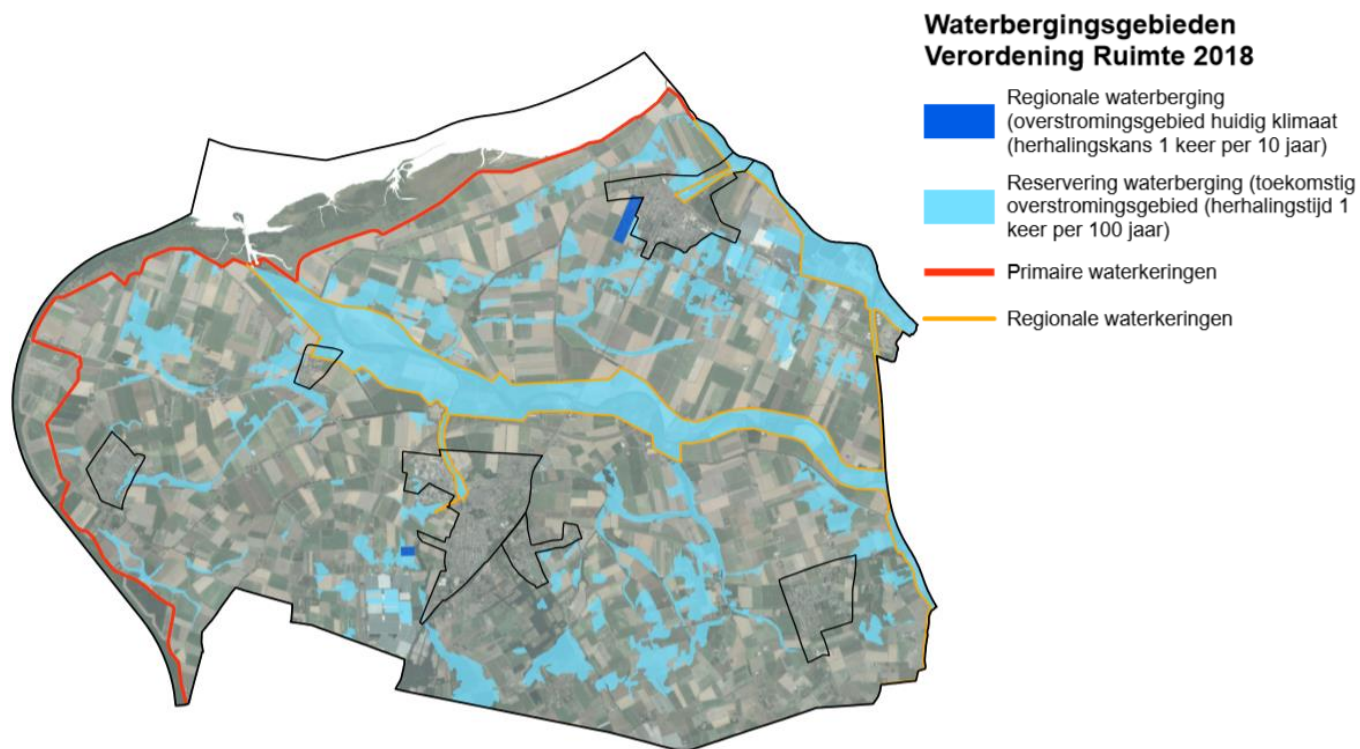 Waterbergingsgebieden
Verordening Ruimte 2018
Regionale waterberging
(overstromingsgebied huidig klimaat
(herhalingskans 1 keer per 10 jaar)
Reservering waterberging (toekomstig
overstromingsgebied (herhalingstijd 1
keer per 100 jaar)
Primaire waterkeringen
Regionale waterkeringen